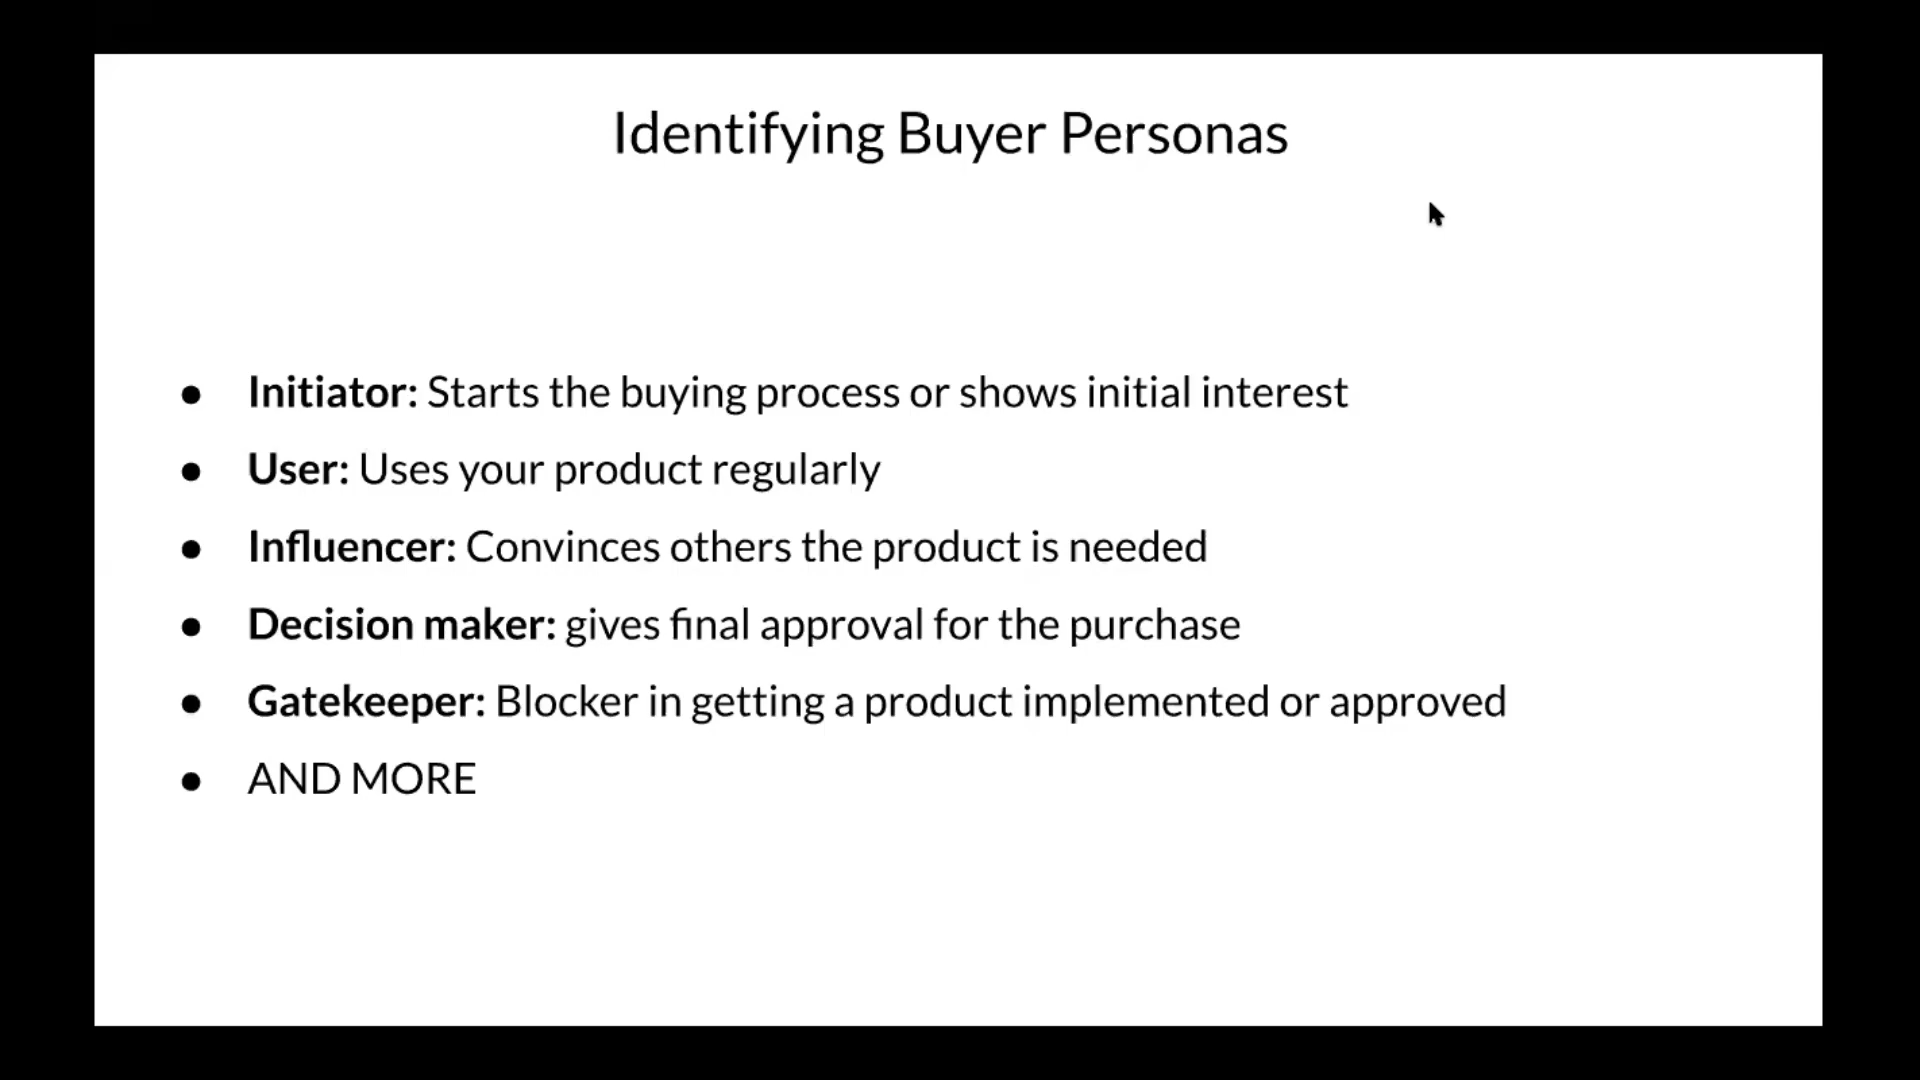 Identifying Buyer Personas
● Initiator: Starts the buying process or shows initial interest
● User: Uses your product regularly
● Influencer: Convinces others the product is needed
● Decision maker: gives final approval for the purchase
● Gatekeeper: Blocker in getting a product implemented or approved
● AND MORE